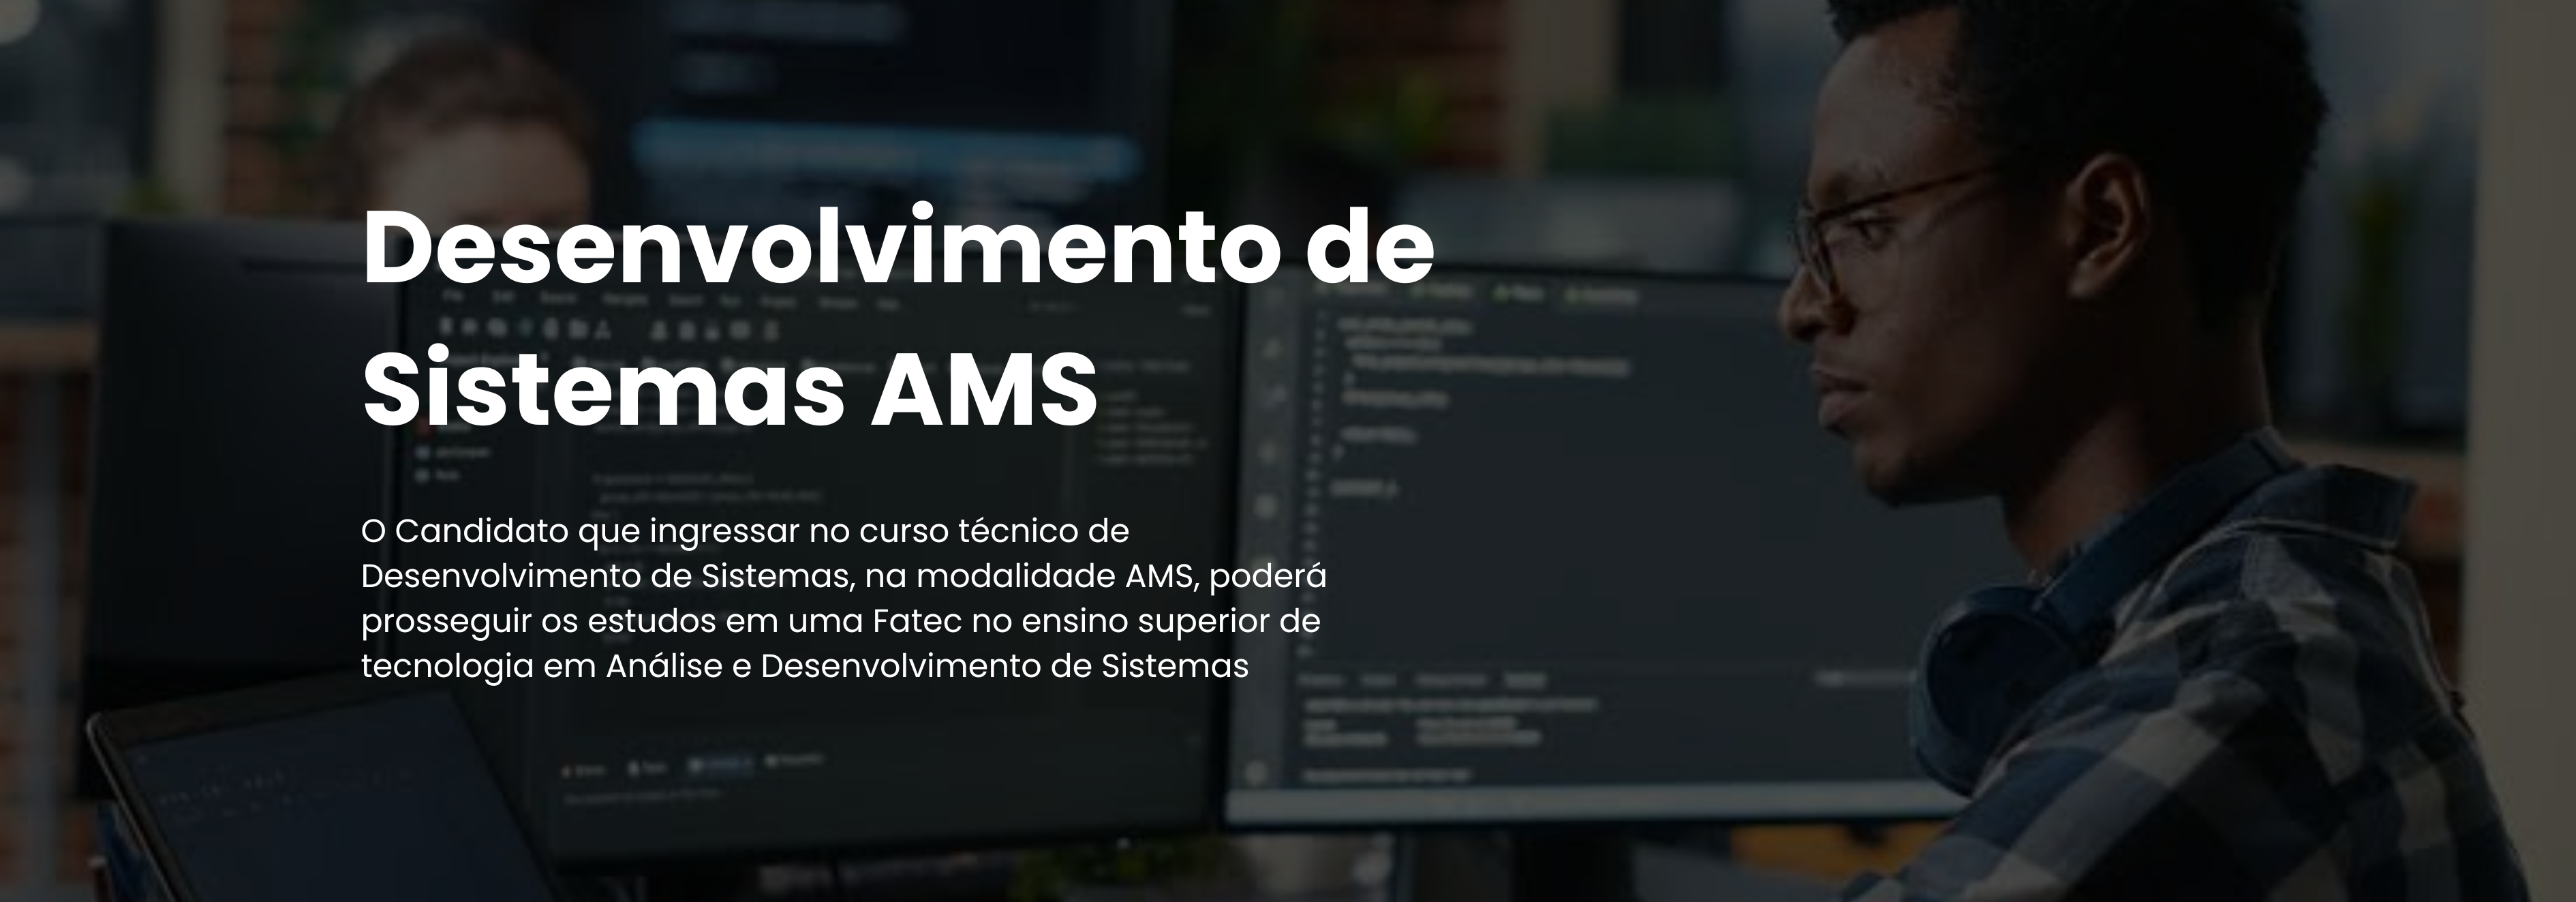 Desenvolvimento de
Sistemas AMS
O Candidato que ingressar no curso técnico de
Desenvolvimento de Sistemas, na modalidade AMS, poderá
prosseguir os estudos em uma Fatec no ensino superior de
tecnologia em Análise e Desenvolvimento de Sistemas